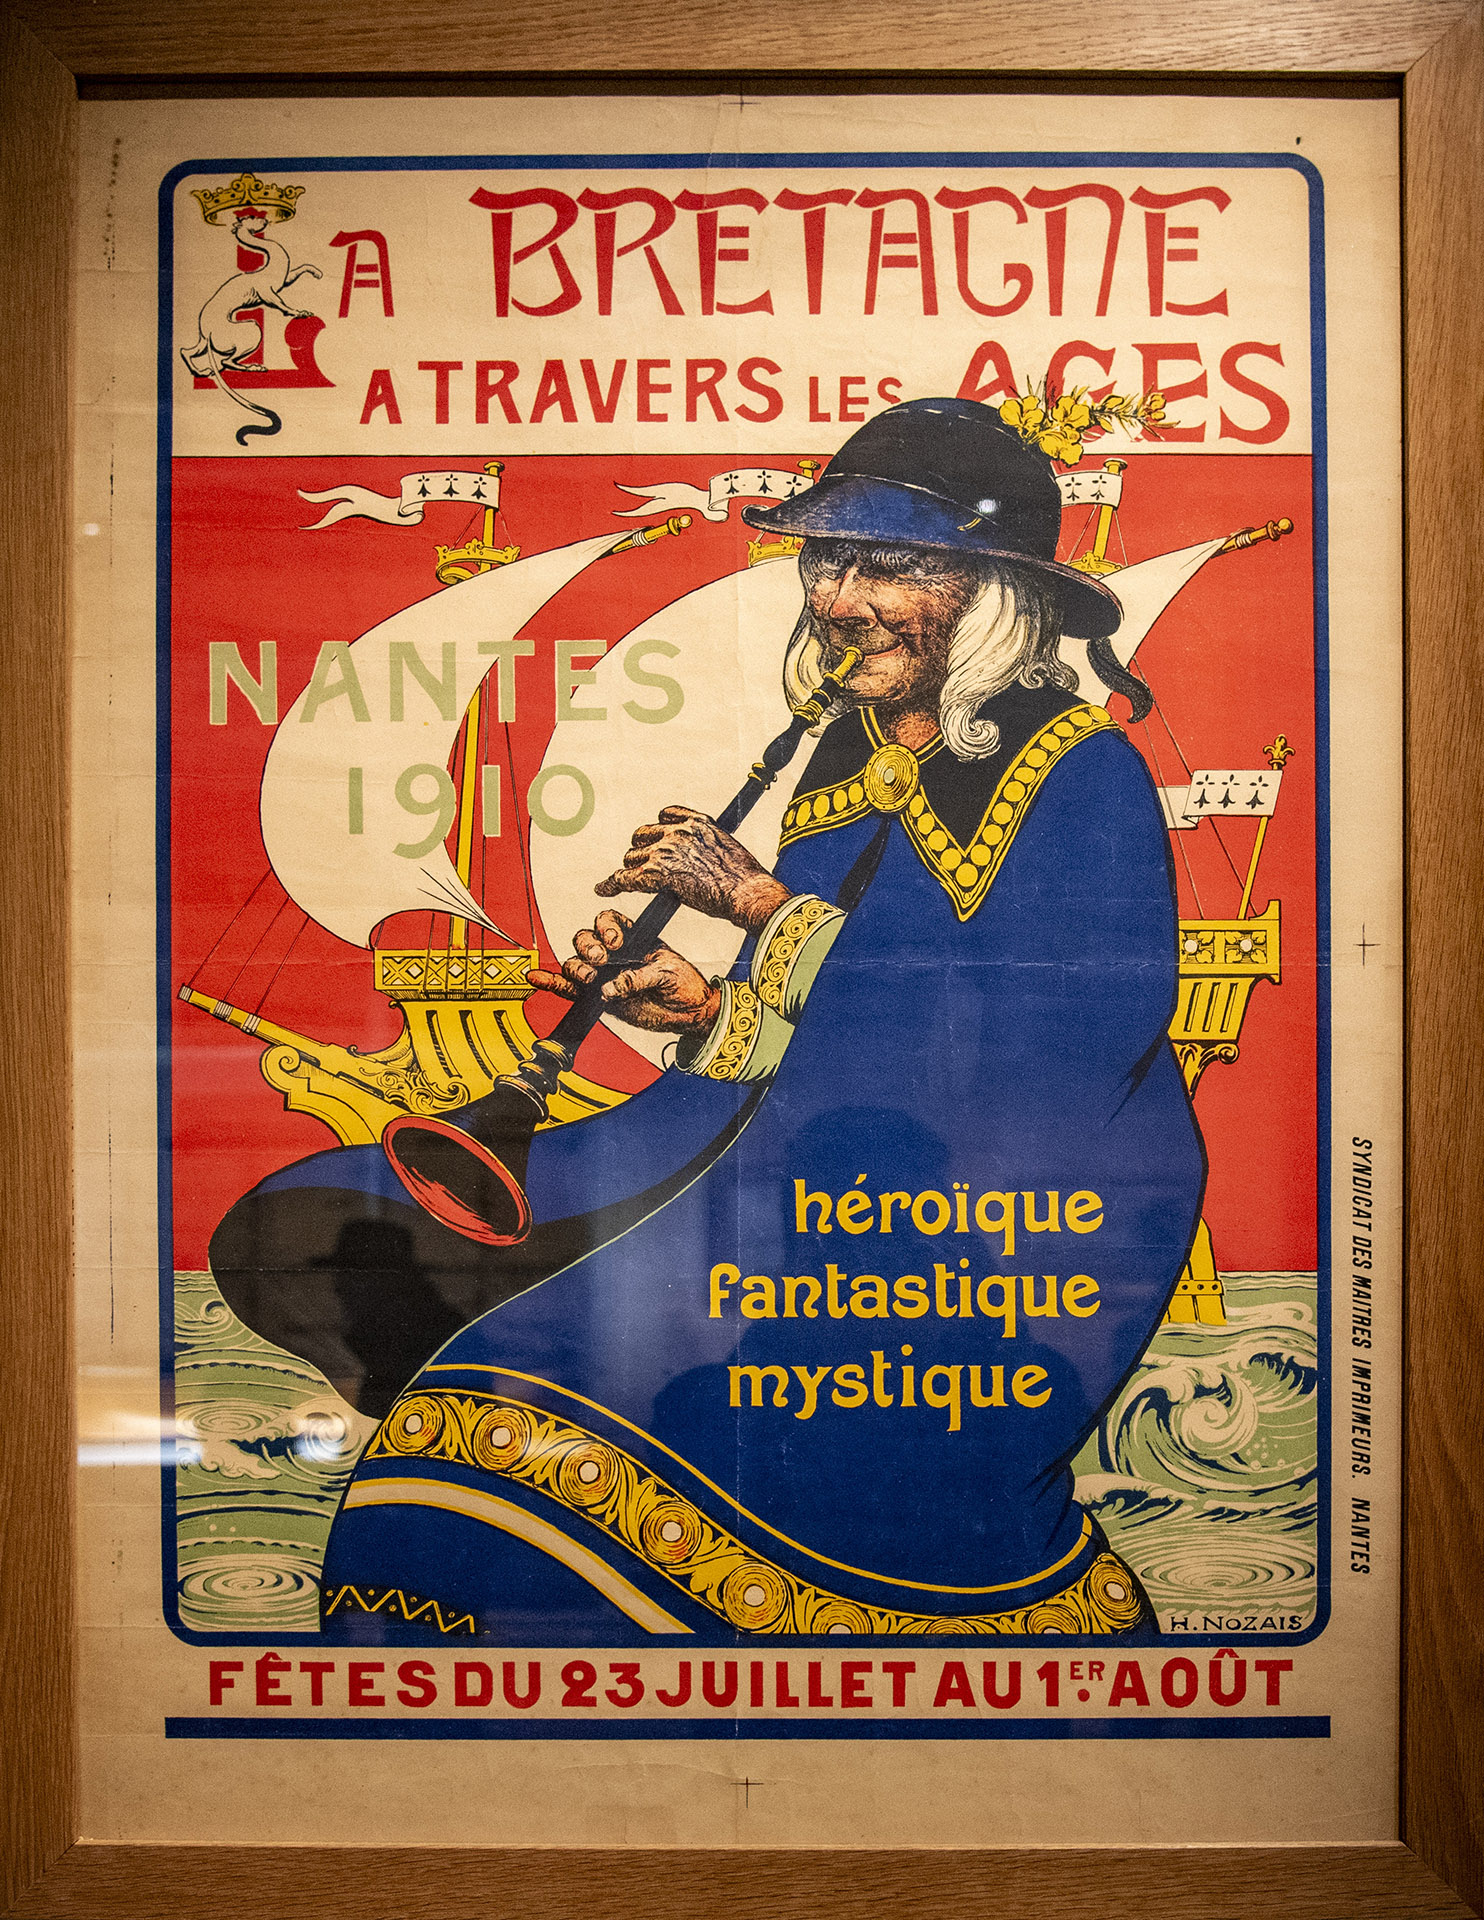 LA BRETAGNE
A TRAVERS LES AGES
NANTES
1910
héroïque
fantastique
mystique
H. NOZAIS
FÊTES DU 23 JUILLET AU 1ER AOÛT
SYNDICAT DES MAITRES IMPRIMEURS. NANTES